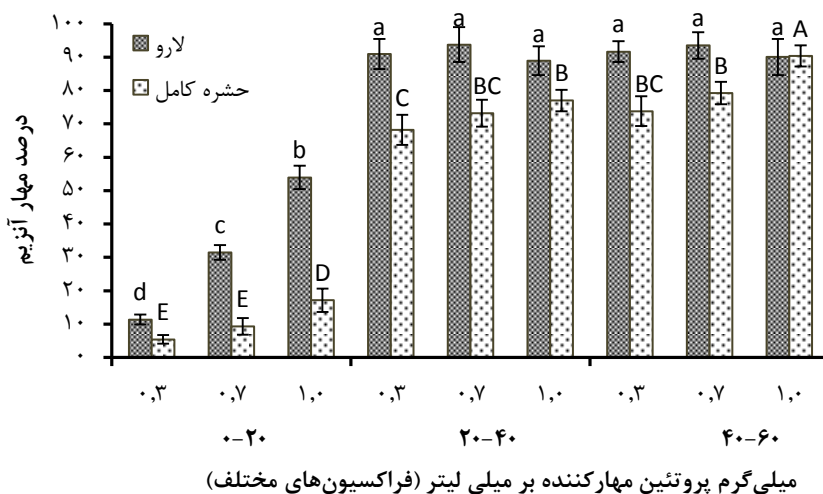 درصد مهار آنزیم
۱۰۰
۹۰
۸۰
۷۰
۶۰
۵۰
۴۰
۳۰
۲۰
۱۰
۰
لارو
حشره کامل
d E c E b D a C a BC a B a BC a B a A
۰,۳ ۰,۷ ۱,۰ ۰,۳ ۰,۷ ۱,۰ ۰,۳ ۰,۷ ۱,۰
۰-۲۰ ۲۰-۴۰ ۴۰-۶۰
میلی‌گرم پروتئین مهارکننده بر میلی لیتر (فراکسیون‌های مختلف)